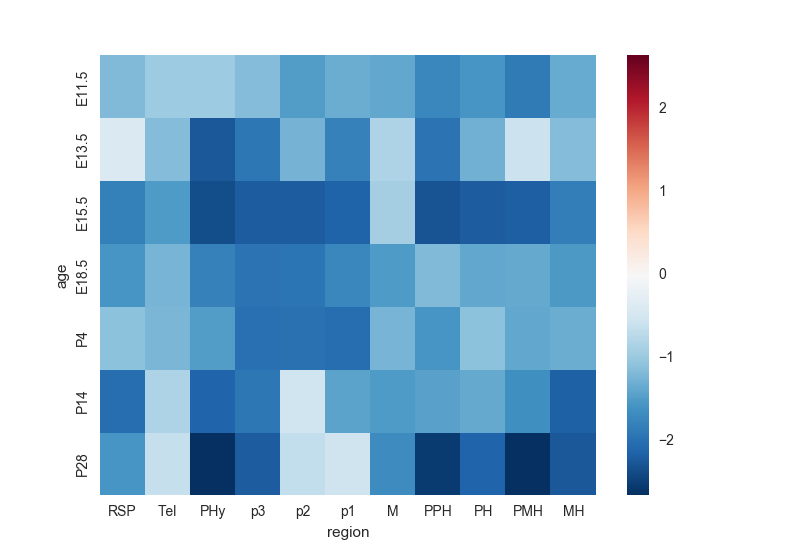 age
E11.5
E13.5
E15.5
E18.5
P4
P14
P28
RSP Tel PHy p3 p2 p1 M PPH PH PMH MH
region
2
1
0
−1
−2